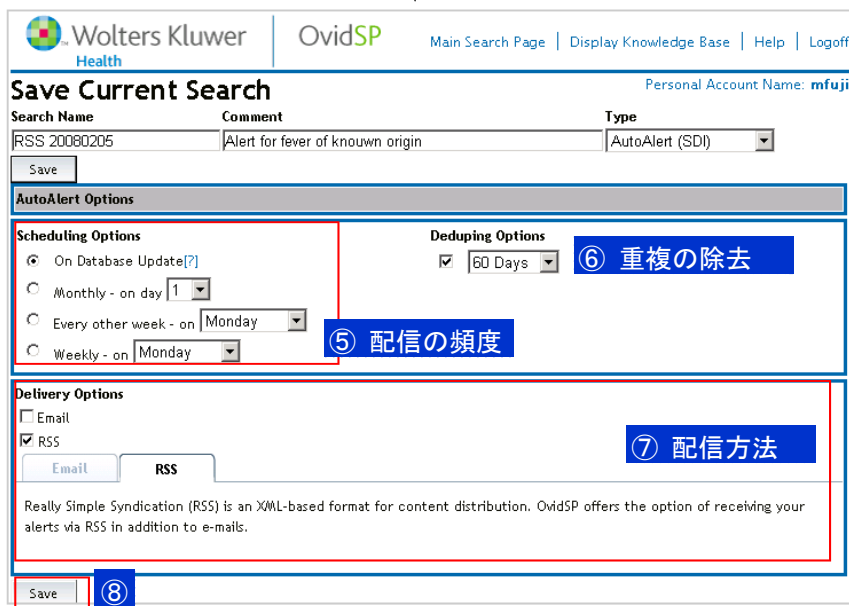 Wolters Kluwer
Health
OvidSP
Main Search Page | Display Knowledge Base | Help | Logoff
Save Current Search
Personal Account Name: mfuji
Search Name Comment Type
RSS 20080205 Alert for fever of knouwn origin AutoAlert (SDI)
Save
AutoAlert Options
Scheduling Options
Deduping Options
On Database Update[?]
60 Days
⑥ 重複の除去
Monthly - on day 1
Every other week - on Monday
⑤ 配信の頻度
Weekly - on Monday
Delivery Options
Email
RSS
⑦ 配信方法
Email RSS
Really Simple Syndication (RSS) is an XML-based format for content distribution. OvidSP offers the option of receiving your
alerts via RSS in addition to e-mails.
Save
⑧